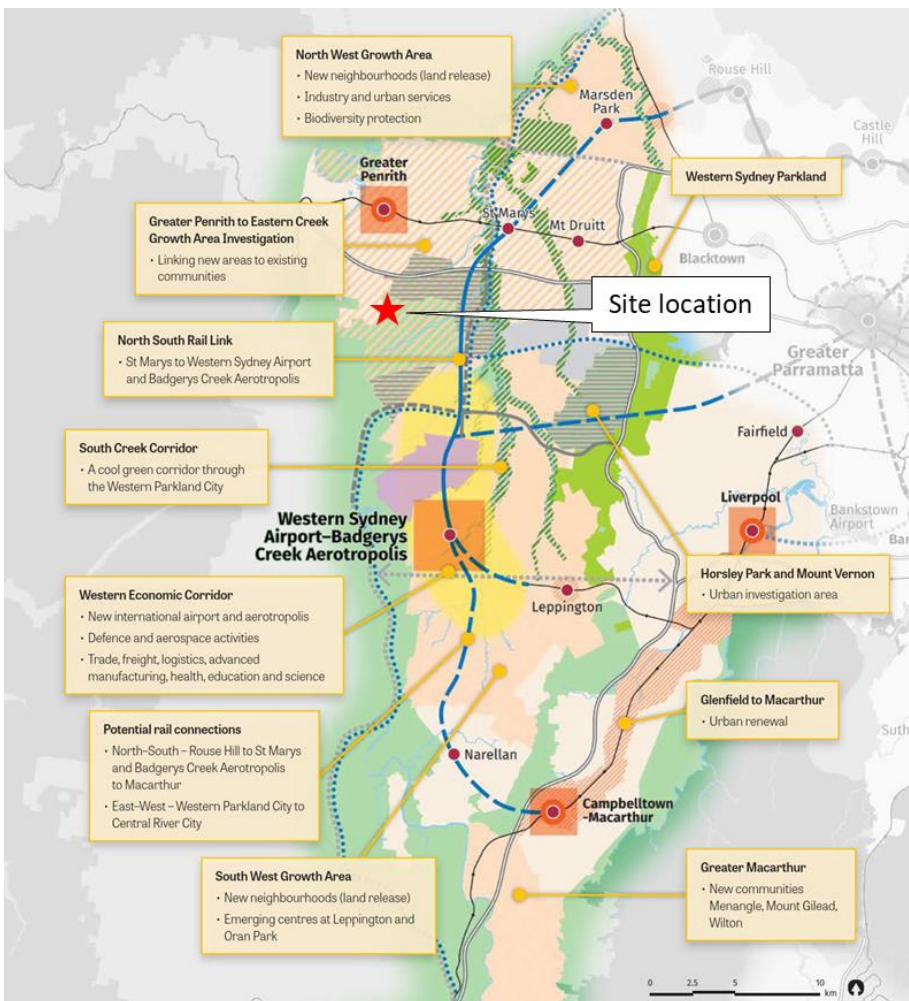 North West Growth Area
• New neighbourhoods (land release)
• Industry and urban services
• Biodiversity protection
Rouse Hill
Marsden
Park
Castle
Hill
Greater
Penrith
Western Sydney Parkland
St Marys
Mt Druitt
Blacktown
Greater Penrith to Eastern Creek
Growth Area Investigation
• Linking new areas to existing
communities
Site location
North South Rail Link
• St Marys to Western Sydney Airport
and Badgerys Creek Aerotropolis
Greater
Parramatta
South Creek Corridor
• A cool green corridor through
the Western Parkland City
Fairfield
Liverpool
Bankstown
Airport
Western Sydney
Airport–Badgerys
Creek Aerotropolis
Horsley Park and Mount Vernon
• Urban investigation area
Leppington
Western Economic Corridor
• New international airport and aerotropolis
• Defence and aerospace activities
• Trade, freight, logistics, advanced
manufacturing, health, education and science
Glenfield to Macarthur
• Urban renewal
Potential rail connections
• North–South – Rouse Hill to St Marys
and Badgerys Creek Aerotropolis
to Macarthur
• East–West – Western Parkland City to
Central River City
Narellan
Campbelltown
-Macarthur
South West Growth Area
• New neighbourhoods (land release)
• Emerging centres at Leppington and
Oran Park
Greater Macarthur
• New communities
Menangle, Mount Gilead,
Wilton
0 2.5 5 10
km